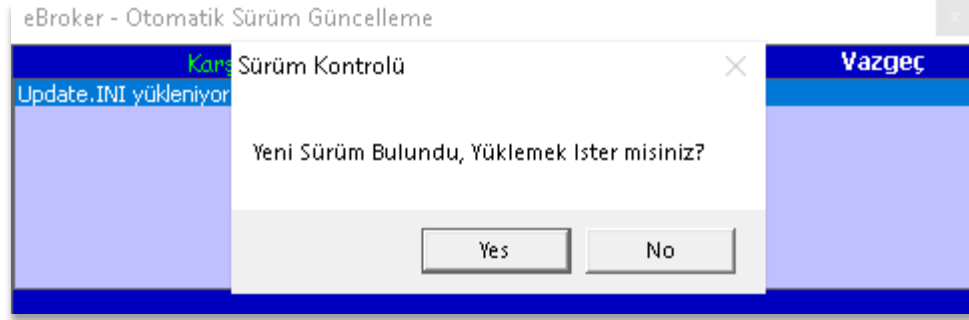 eBroker - Otomatik Sürüm Güncelleme
Vazgeç
Update.INI yükleniyor
Sürüm Kontrolü
Yeni Sürüm Bulundu, Yüklemek Ister misiniz?
Yes No